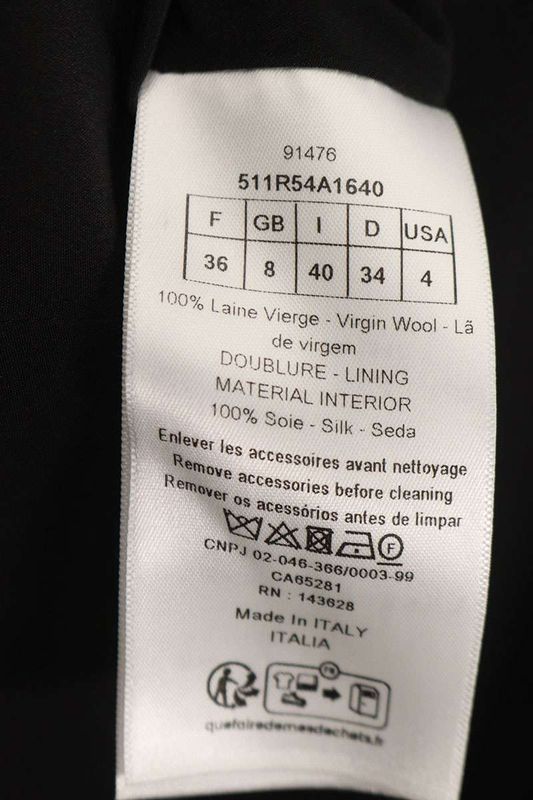 91476
511R54A1640
F GB I D USA
36 8 40 34 4
100% Laine Vierge - Virgin Wool - Lã
de virgem
DOUBLURE - LINING
MATERIAL INTERIOR
100% Soie - Silk - Seda
Enlever les accessoires avant nettoyage
Remove accessories before cleaning
Remover os acessórios antes de limpar
F
CNPJ 02-046-366/0003-99
CA65281
RN : 143628
Made In ITALY
ITALIA
FR
quefairedemesdechets.fr